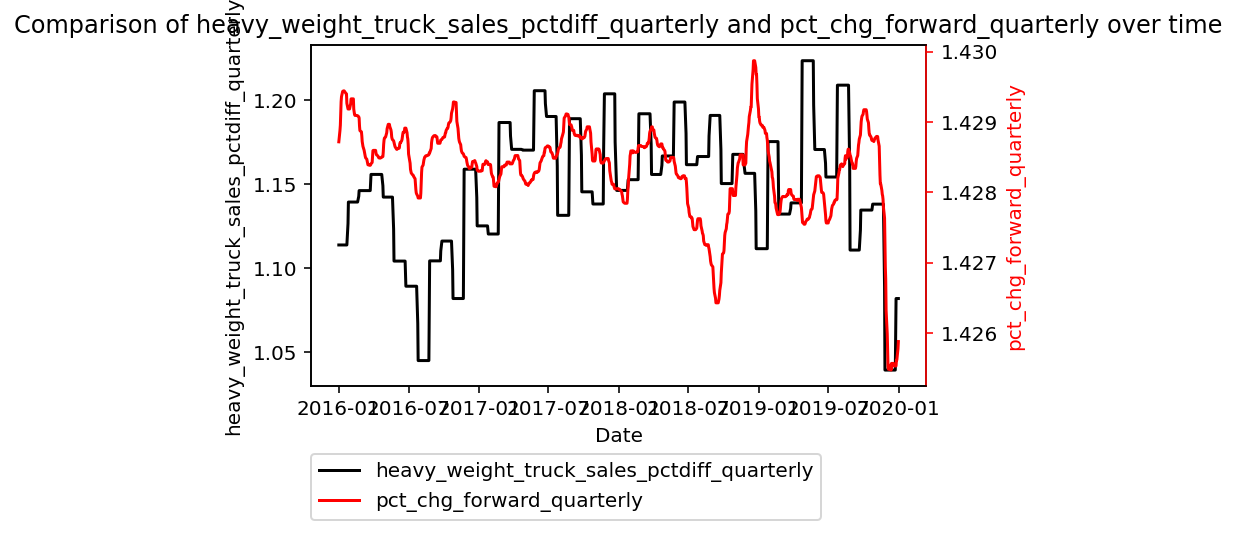 Comparison of heavy_weight_truck_sales_pctdiff_quarterly and pct_chg_forward_quarterly over time
heavy_weight_truck_sales_pctdiff_quarterly
1.20
1.15
1.10
1.05
1.430
1.429
1.428
1.427
1.426
pct_chg_forward_quarterly
2016-01 2016-07 2017-01 2017-07 2018-01 2018-07 2019-01 2019-07 2020-01
Date
heavy_weight_truck_sales_pctdiff_quarterly
pct_chg_forward_quarterly